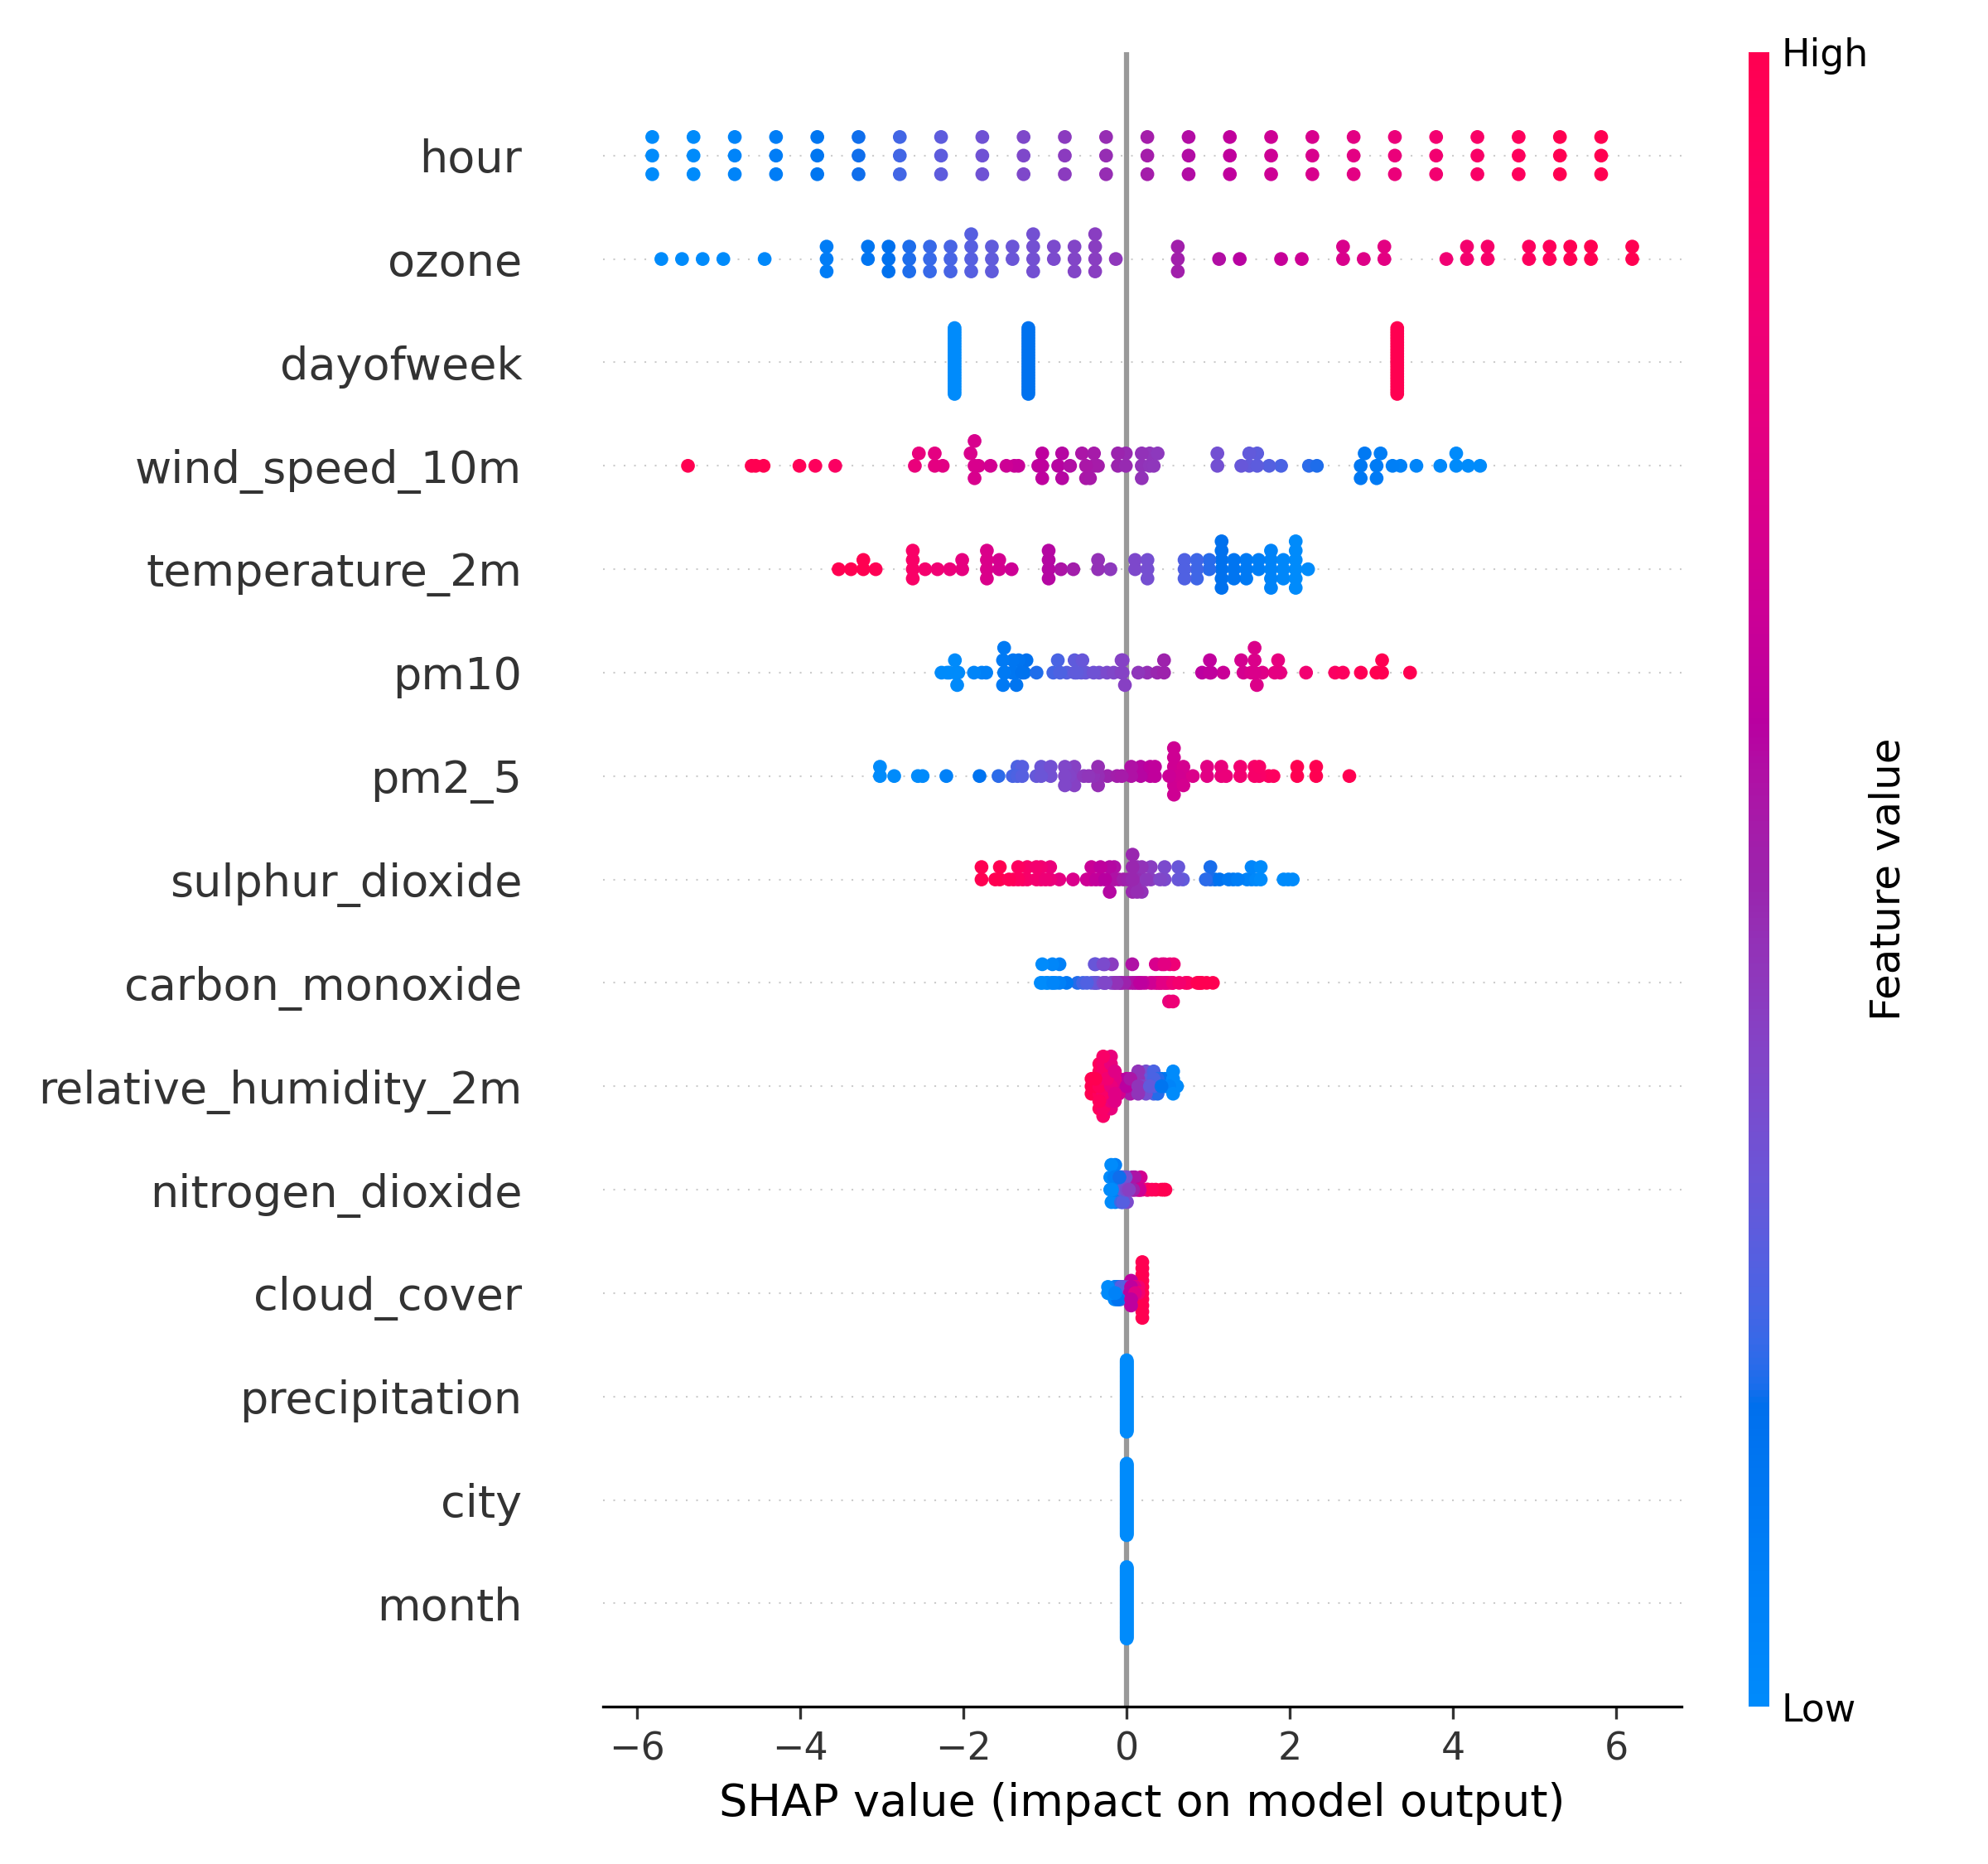 High
hour
ozone
dayofweek
wind_speed_10m
temperature_2m
pm10
pm2_5
sulphur_dioxide
carbon_monoxide
relative_humidity_2m
nitrogen_dioxide
cloud_cover
precipitation
city
month
Feature value
Low
−6 −4 −2 0 2 4 6
SHAP value (impact on model output)